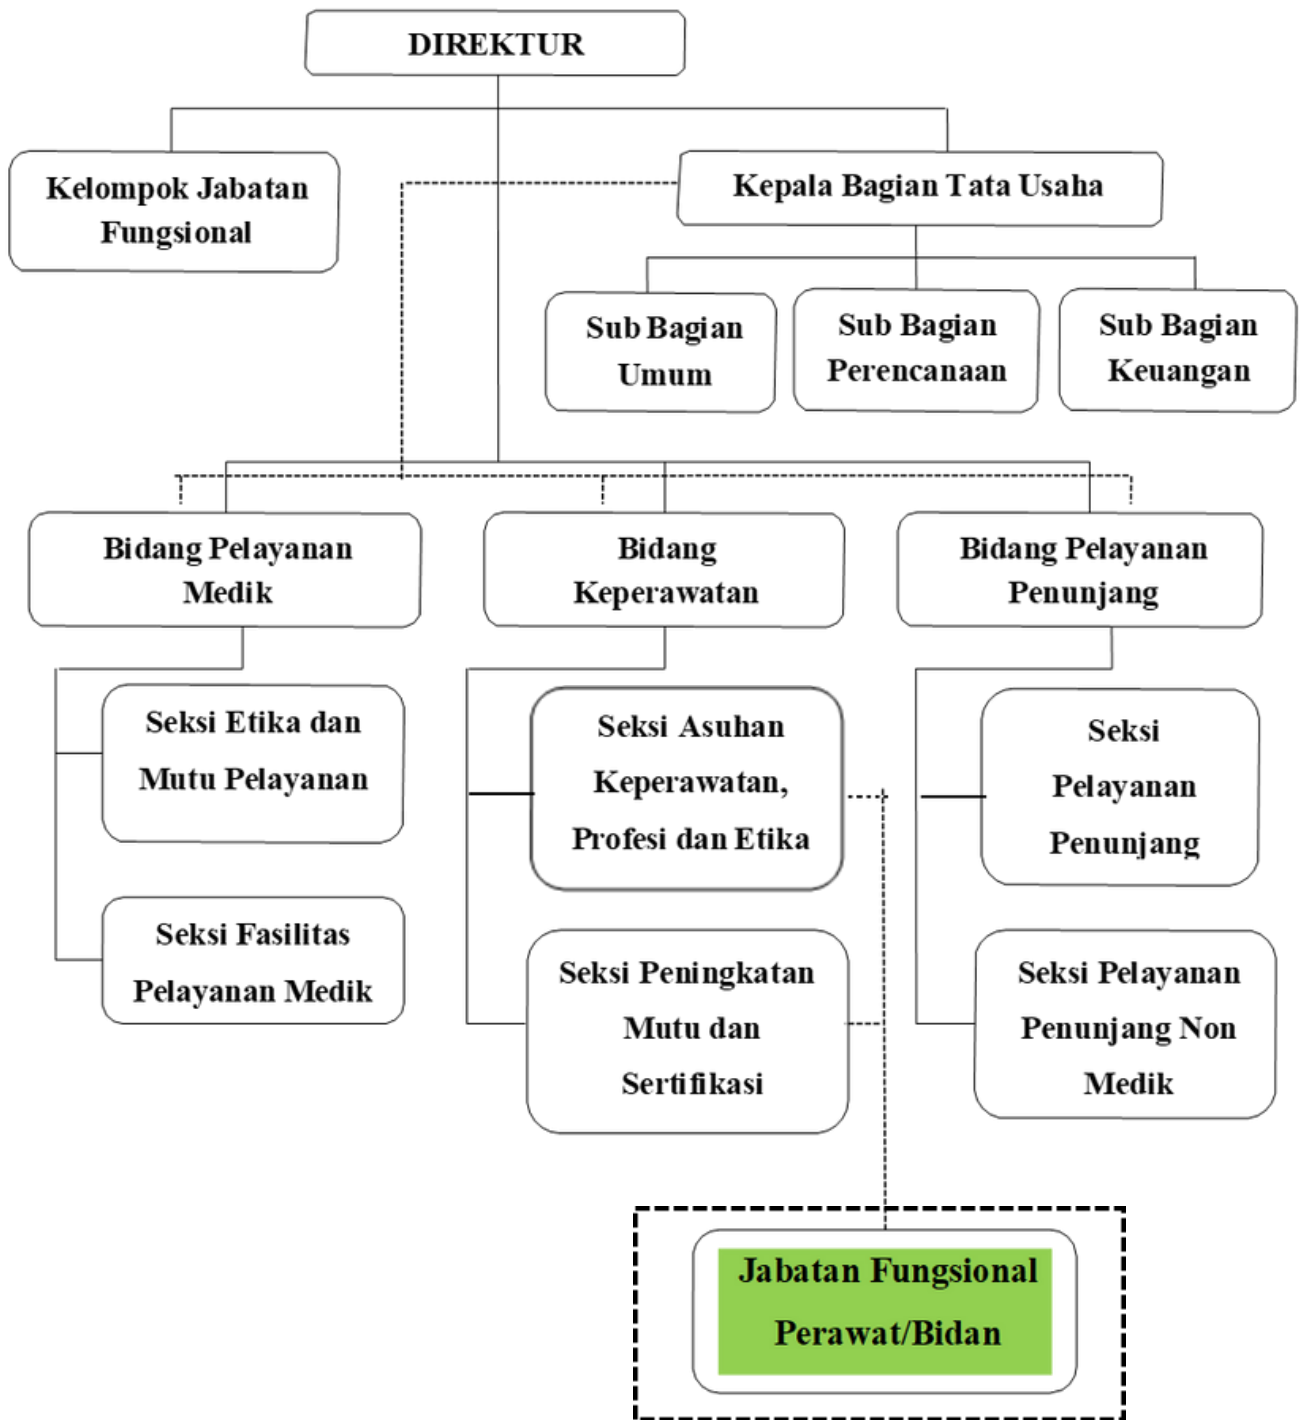 DIREKTUR
Kelompok Jabatan
Fungsional
Kepala Bagian Tata Usaha
Sub Bagian
Umum
Sub Bagian
Perencanaan
Sub Bagian
Keuangan
Bidang Pelayanan
Medik
Bidang
Keperawatan
Bidang Pelayanan
Penunjang
Seksi Etika dan
Mutu Pelayanan
Seksi Fasilitas
Pelayanan Medik
Seksi Asuhan
Keperawatan,
Profesi dan Etika
Seksi Peningkatan
Mutu dan
Sertifikasi
Seksi
Pelayanan
Penunjang
Seksi Pelayanan
Penunjang Non
Medik
Jabatan Fungsional
Perawat/Bidan